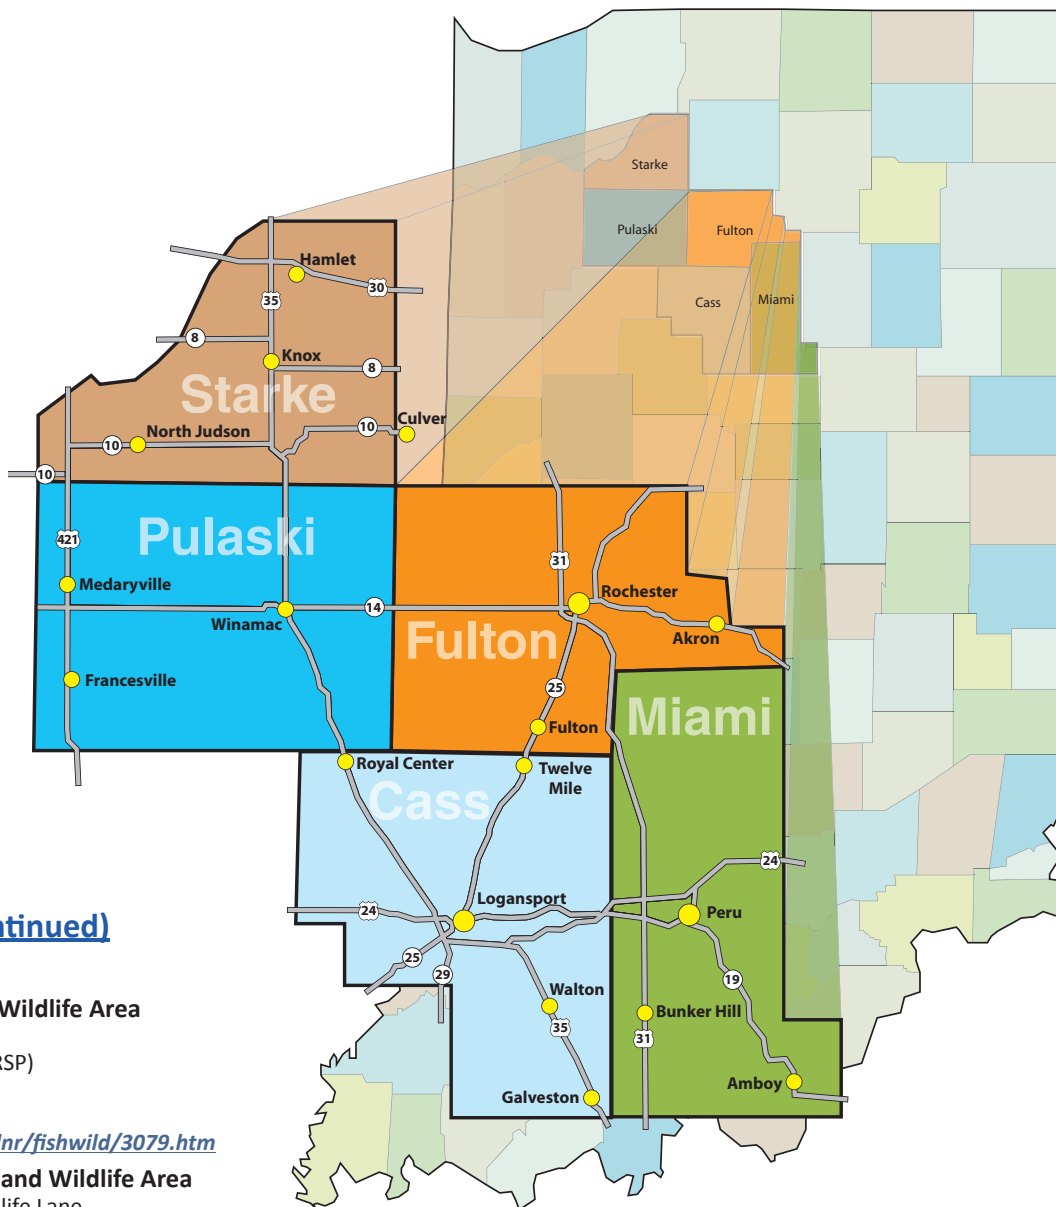 Starke
Pulaski
Fulton
Cass
Miami
Hamlet
30
35
8
Knox
8
Starke
Culver
10
North Judson
10
10
Pulaski
421
31
Medaryville
Rochester
14
Winamac
Fulton
Akron
Francesville
25
Miami
Fulton
Royal Center
Twelve
Mile
Cass
24
Logansport
24
Peru
25
29
19
Walton
Bunker Hill
35
31
Amboy
Galveston
ntinued)
Wildlife Area
RSP)
dnr/fishwild/3079.htm
and Wildlife Area
life Lane